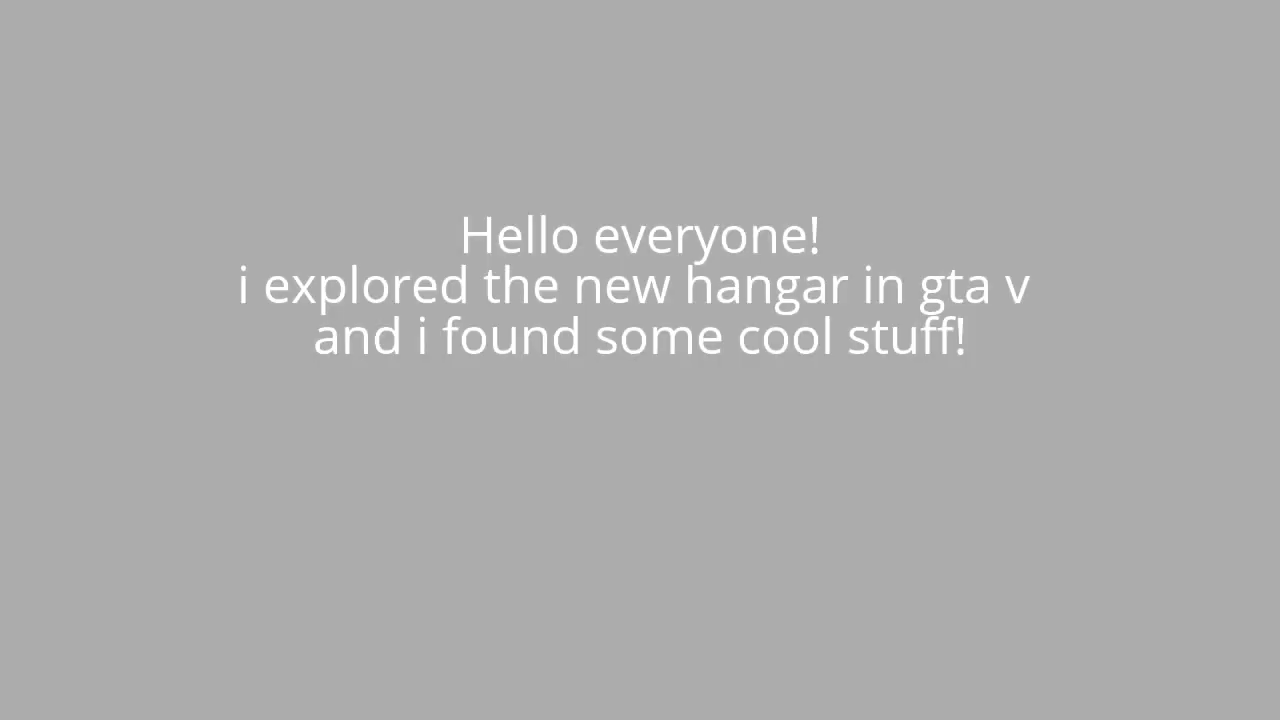 Hello everyone!
i explored the new hangar in gta v
and i found some cool stuff!